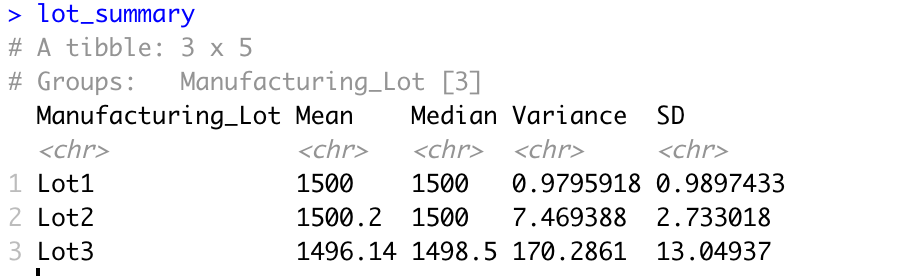 > lot_summary
# A tibble: 3 x 5
# Groups:   Manufacturing_Lot [3]
  Manufacturing_Lot Mean    Median Variance  SD
  <chr>             <chr>   <chr>  <chr>     <chr>
1 Lot1              1500    1500   0.9795918 0.9897433
2 Lot2              1500.2  1500   7.469388  2.733018
3 Lot3              1496.14 1498.5 170.2861  13.04937